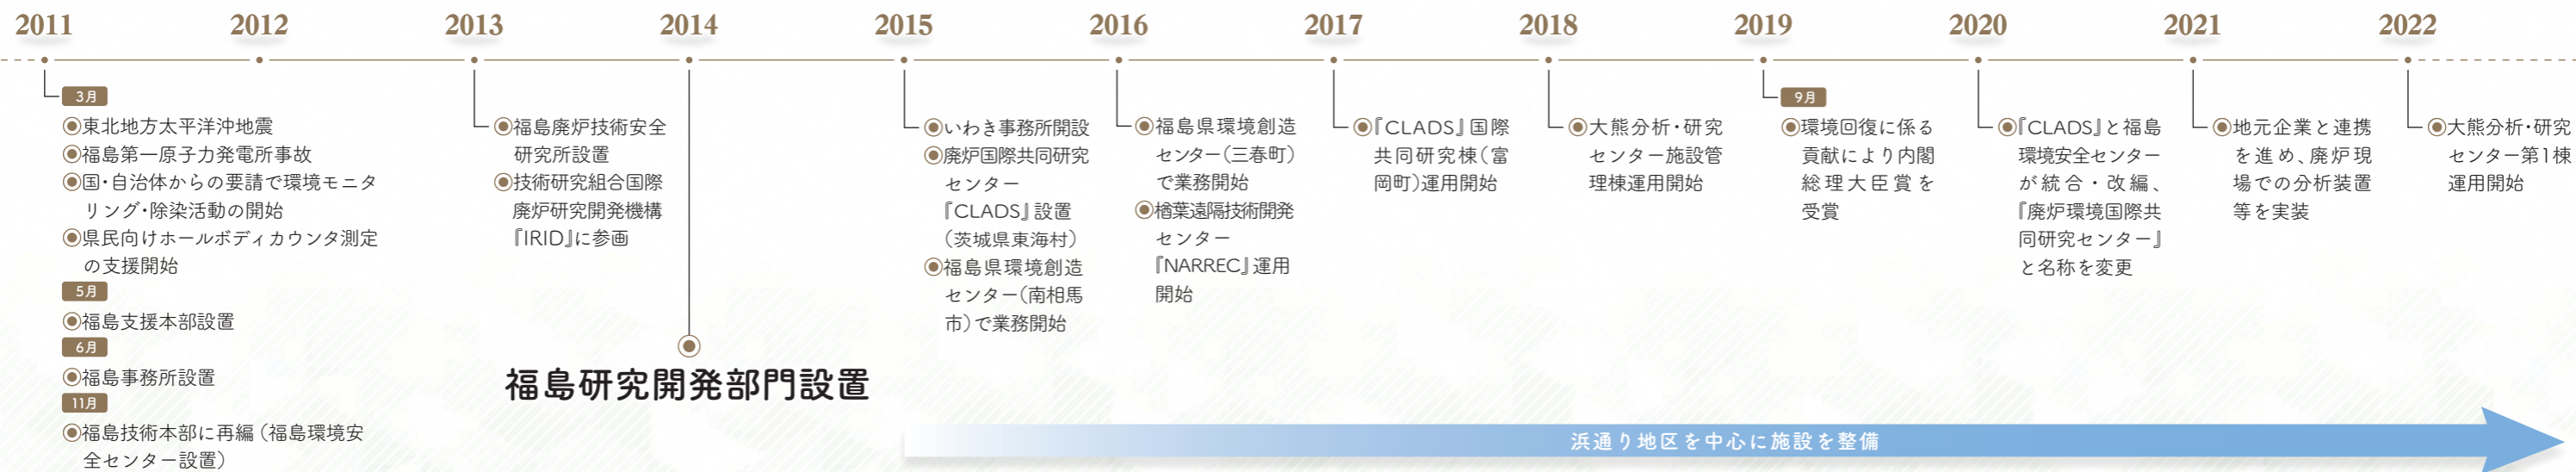 2011
2012
2013
2014
2015
2016
2017
2018
2019
2020
2021
2022
3月
◉東北地方太平洋沖地震
◉福島第一原子力発電所事故
◉国・自治体からの要請で環境モニタ
リング・除染活動の開始
◉県民向けホールボディカウンタ測定
の支援開始
5月
◉福島支援本部設置
6月
◉福島事務所設置
11月
◉福島技術本部に再編（福島環境安
全センター設置）
◉福島廃炉技術安全
研究所設置
◉技術研究組合国際
廃炉研究開発機構
『IRID』に参画
福島研究開発部門設置
◉いわき事務所開設
◉廃炉国際共同研究
センター
『CLADS』設置
（茨城県東海村）
◉福島県環境創造
センター（南相馬
市）で業務開始
◉福島県環境創造
センター（三春町）
で業務開始
◉楢葉遠隔技術開発
センター
『NARREC』運用
開始
◉『CLADS』国際
共同研究棟（富
岡町）運用開始
◉大熊分析・研究
センター施設管
理棟運用開始
9月
◉環境回復に係る
貢献により内閣
総理大臣賞を
受賞
◉『CLADS』と福島
環境安全センター
が統合・改編、
『廃炉環境国際共
同研究センター』
と名称を変更
◉地元企業と連携
を進め、廃炉現
場での分析装置
等を実装
◉大熊分析・研究
センター第1棟
運用開始
浜通り地区を中心に施設を整備